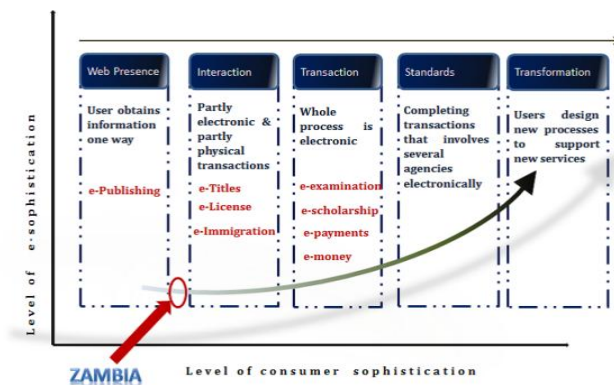 Web Presence
Interaction
Transaction
Standards
Transformation
User obtains
information
one way
e-Publishing
Partly
electronic &
partly
physical
transactions
e-Titles
e-License
e-Immigration
Whole
process is
electronic
e-examination
e-scholarship
e-payments
e-money
Completing
transactions
that involves
several
agencies
electronically
Users design
new processes
to support
new services
Level of e-sophistication
ZAMBIA
Level of consumer sophistication